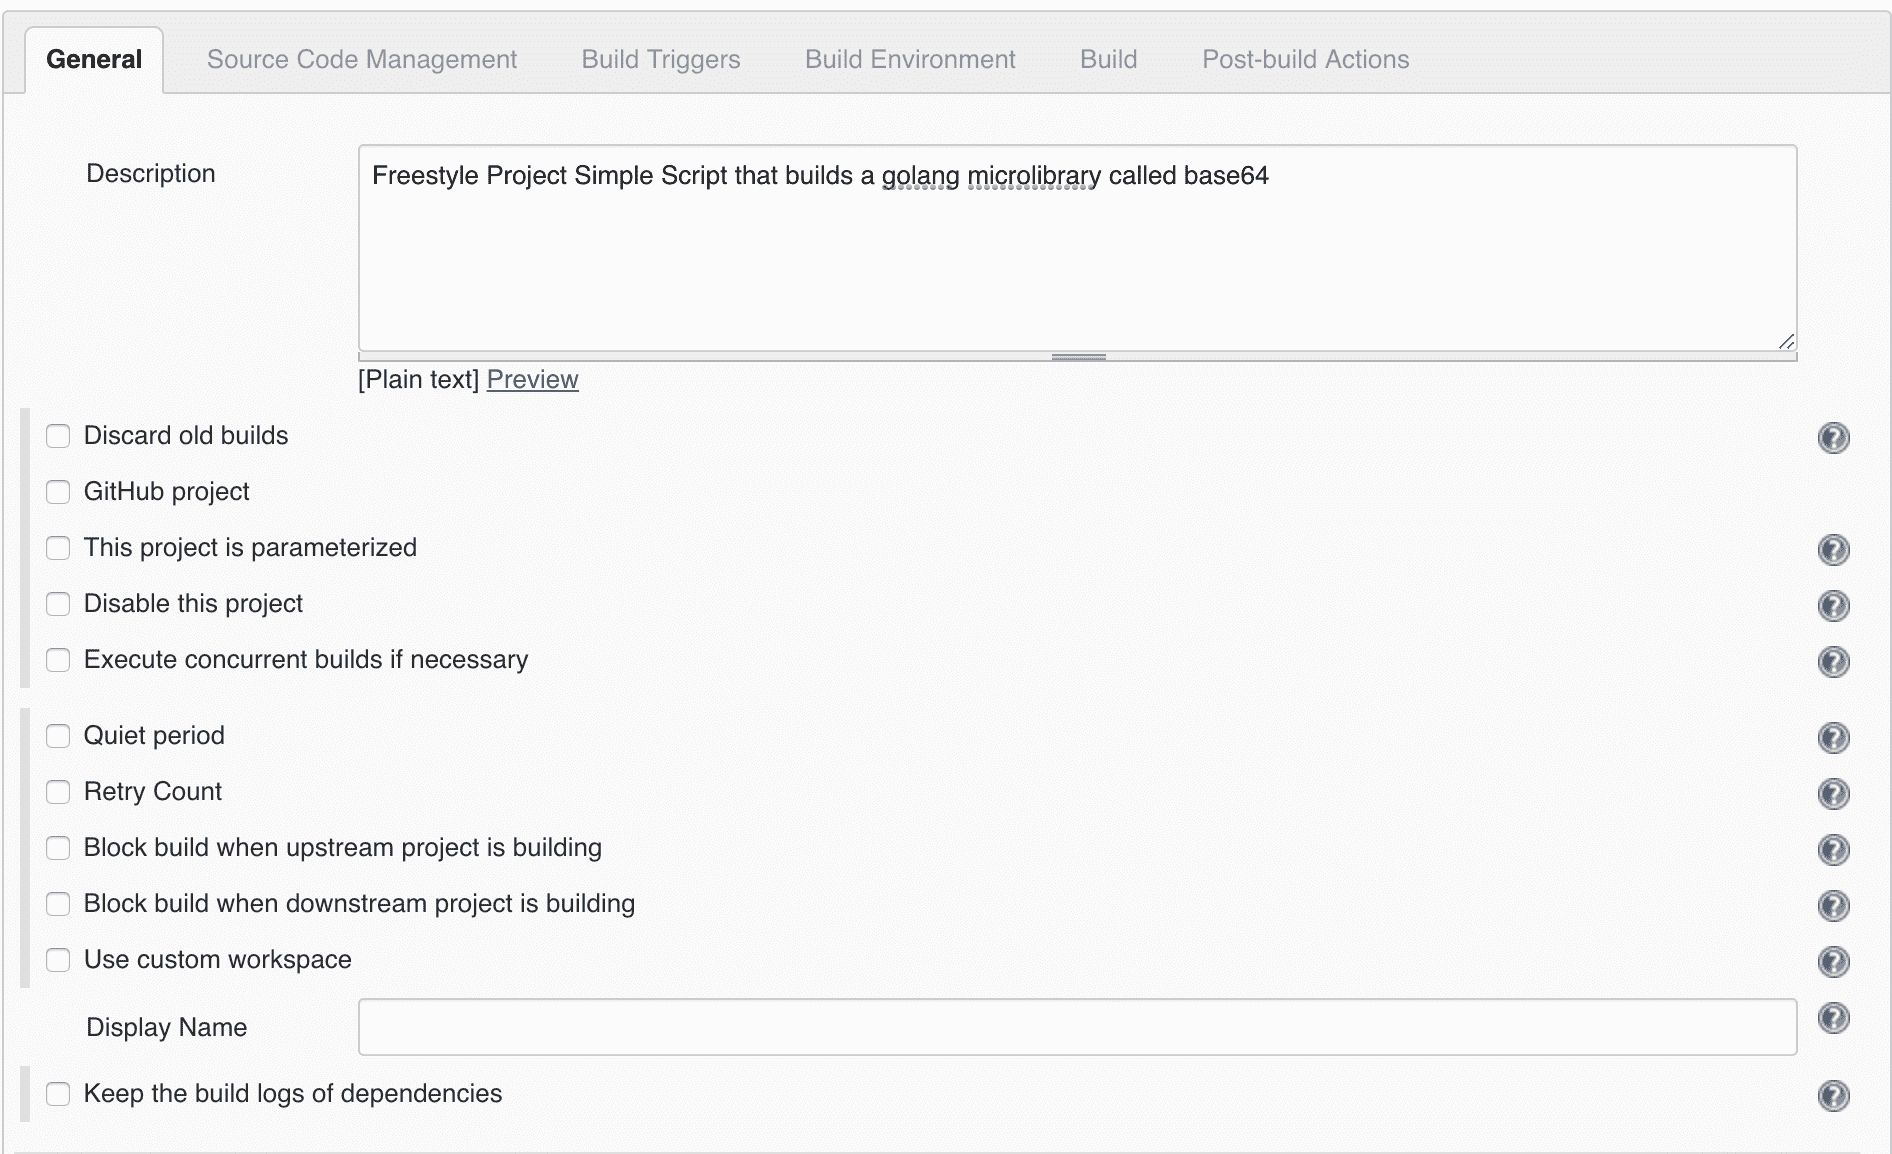 General Source Code Management Build Triggers Build Environment Build Post-build Actions
Description
Freestyle Project Simple Script that builds a golang microlibrary called base64
[Plain text] Preview
Discard old builds ?
GitHub project
This project is parameterized ?
Disable this project ?
Execute concurrent builds if necessary ?
Quiet period ?
Retry Count ?
Block build when upstream project is building ?
Block build when downstream project is building ?
Use custom workspace ?
Display Name ?
Keep the build logs of dependencies ?